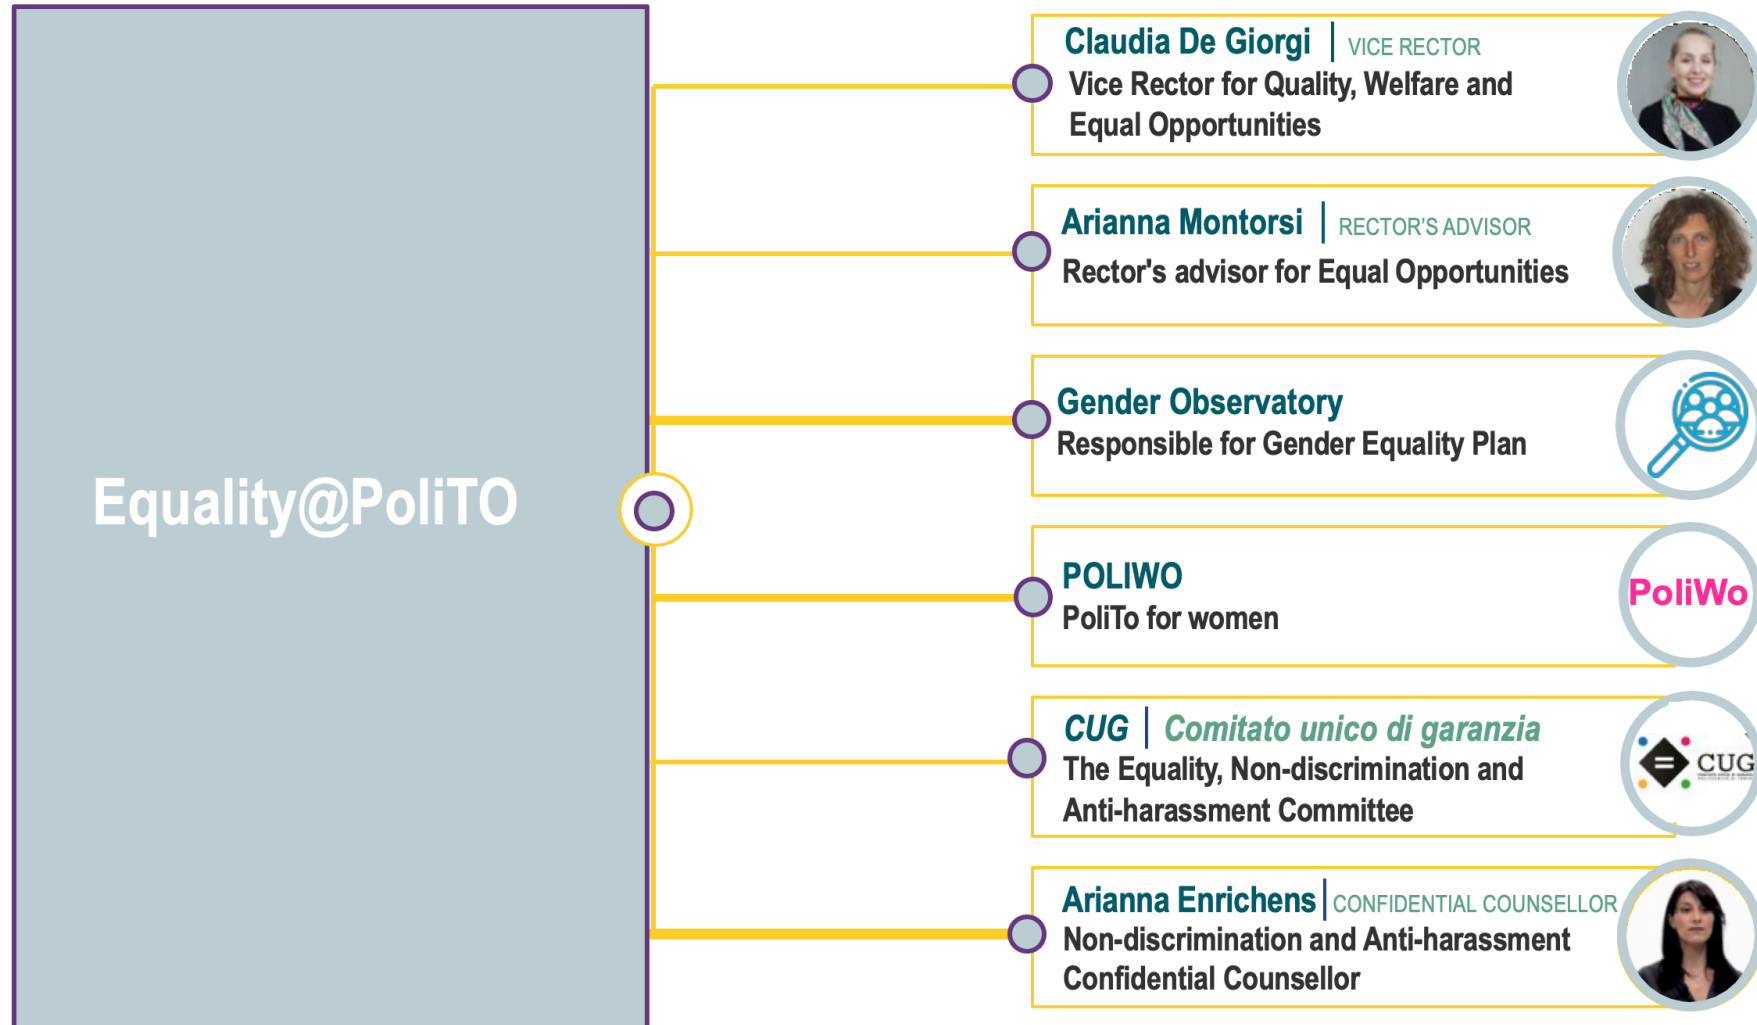 Equality@PoliTO
Claudia De Giorgi | VICE RECTOR
Vice Rector for Quality, Welfare and
Equal Opportunities
Arianna Montorsi | RECTOR'S ADVISOR
Rector's advisor for Equal Opportunities
Gender Observatory
Responsible for Gender Equality Plan
POLIWO
PoliTo for women
PoliWo
CUG | Comitato unico di garanzia
The Equality, Non-discrimination and
Anti-harassment Committee
CUG
Arianna Enrichens | CONFIDENTIAL COUNSELLOR
Non-discrimination and Anti-harassment
Confidential Counsellor